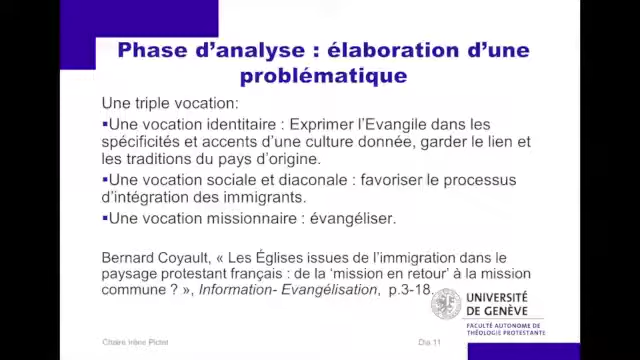 Phase d’analyse : élaboration d’une
problématique
Une triple vocation:
▪Une vocation identitaire : Exprimer l’Evangile dans les
spécificités et accents d’une culture donnée, garder le lien et
les traditions du pays d’origine.
▪Une vocation sociale et diaconale : favoriser le processus
d’intégration des immigrants.
▪Une vocation missionnaire : évangéliser.
Bernard Coyault, « Les Églises issues de l’immigration dans le
paysage protestant français : de la ‘mission en retour’ à la mission
commune ? », Information- Evangélisation, p.3-18.
UNIVERSITÉ
DE GENÈVE
FACULTÉ AUTONOME DE
THÉOLOGIE PROTESTANTE
Chaire Irène Pictet
Dia 11